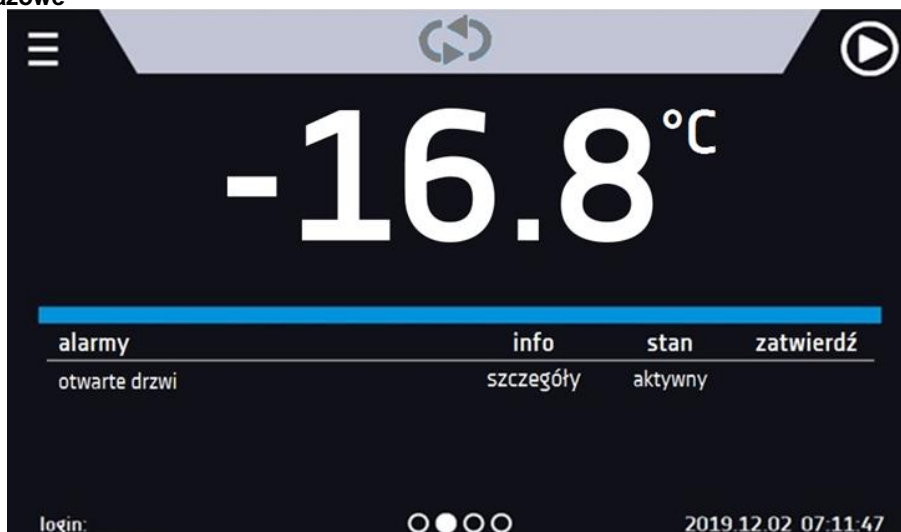 -16.8 °C
alarmy info stan zatwierdź
otwarte drzwi szczegóły aktywny
login: 2019.12.02 07:11:47